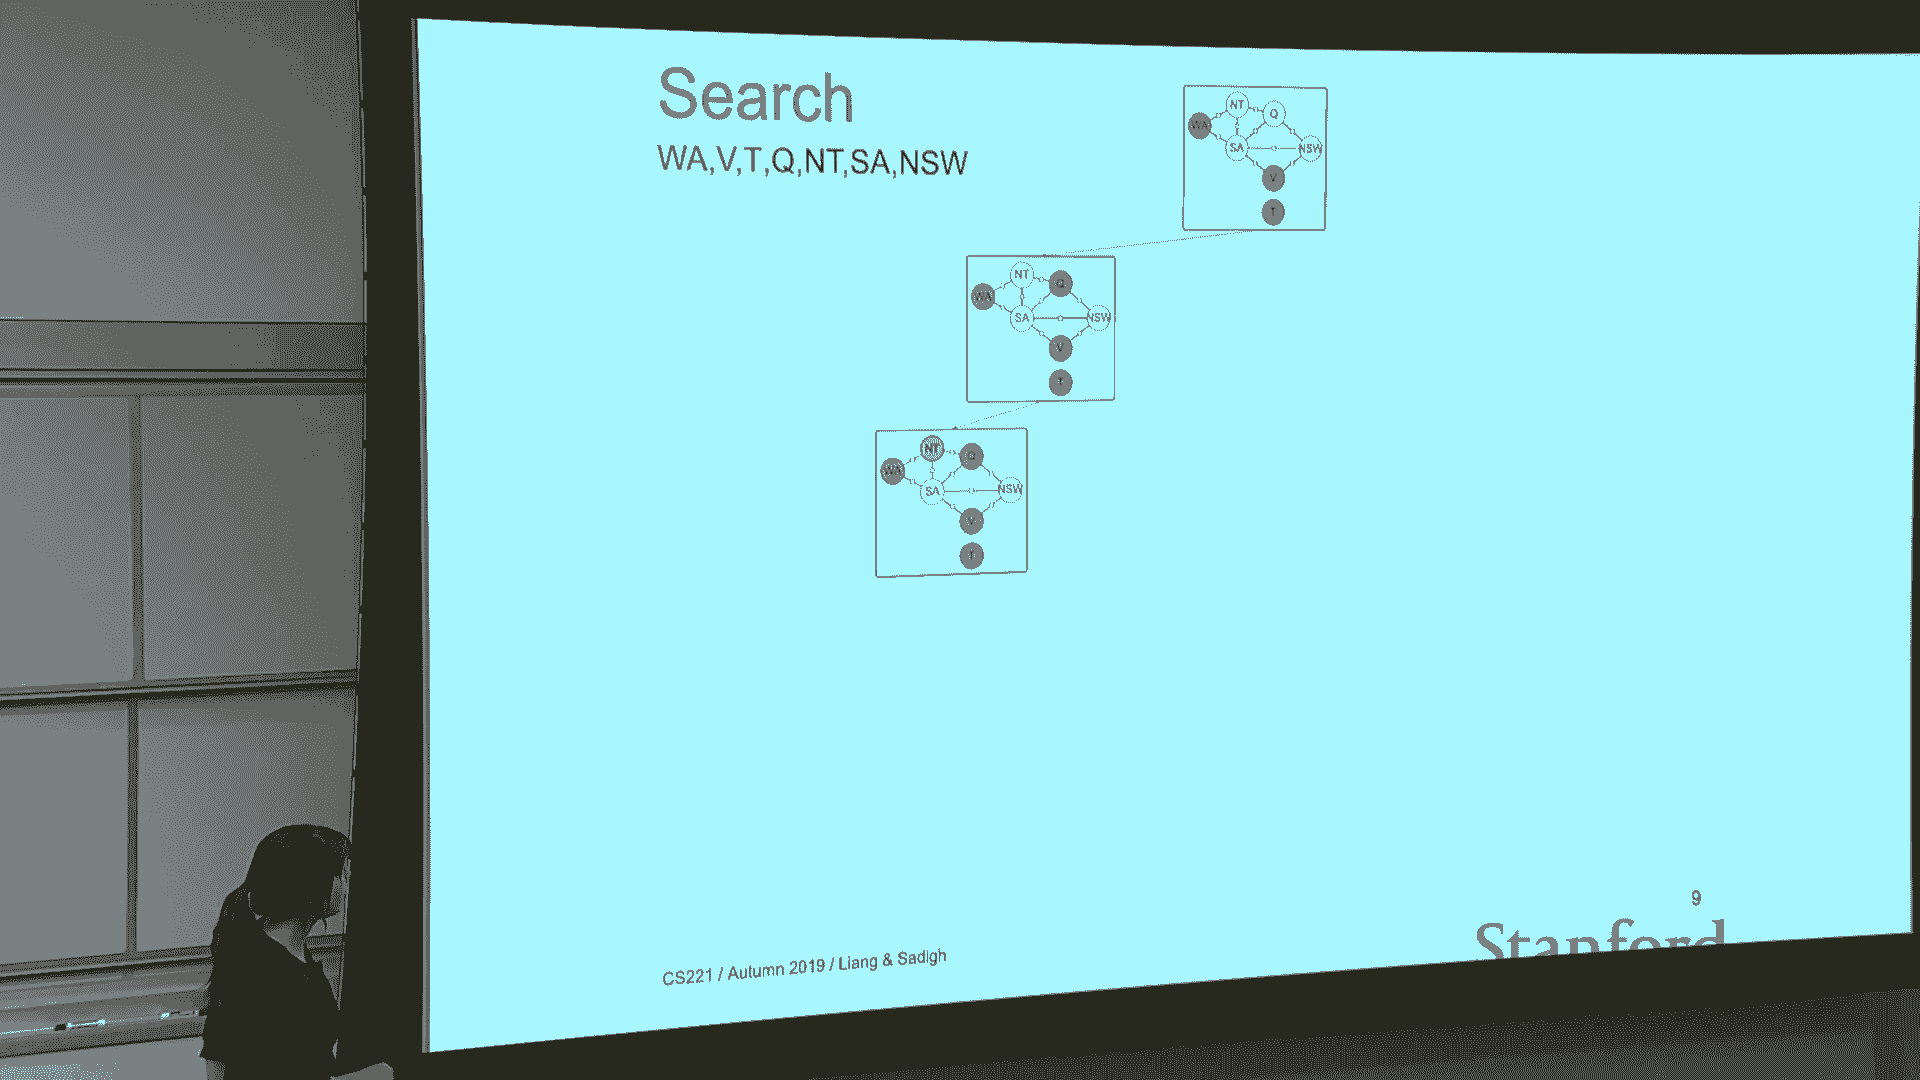 Search
WA,V,T,Q,NT,SA,NSW
NT
Q
WA
SA
NSW
V
T
NT
Q
WA
SA
NSW
V
T
NT
Q
WA
SA
NSW
V
9
Stanford
CS221 / Autumn 2019 / Liang & Sadigh